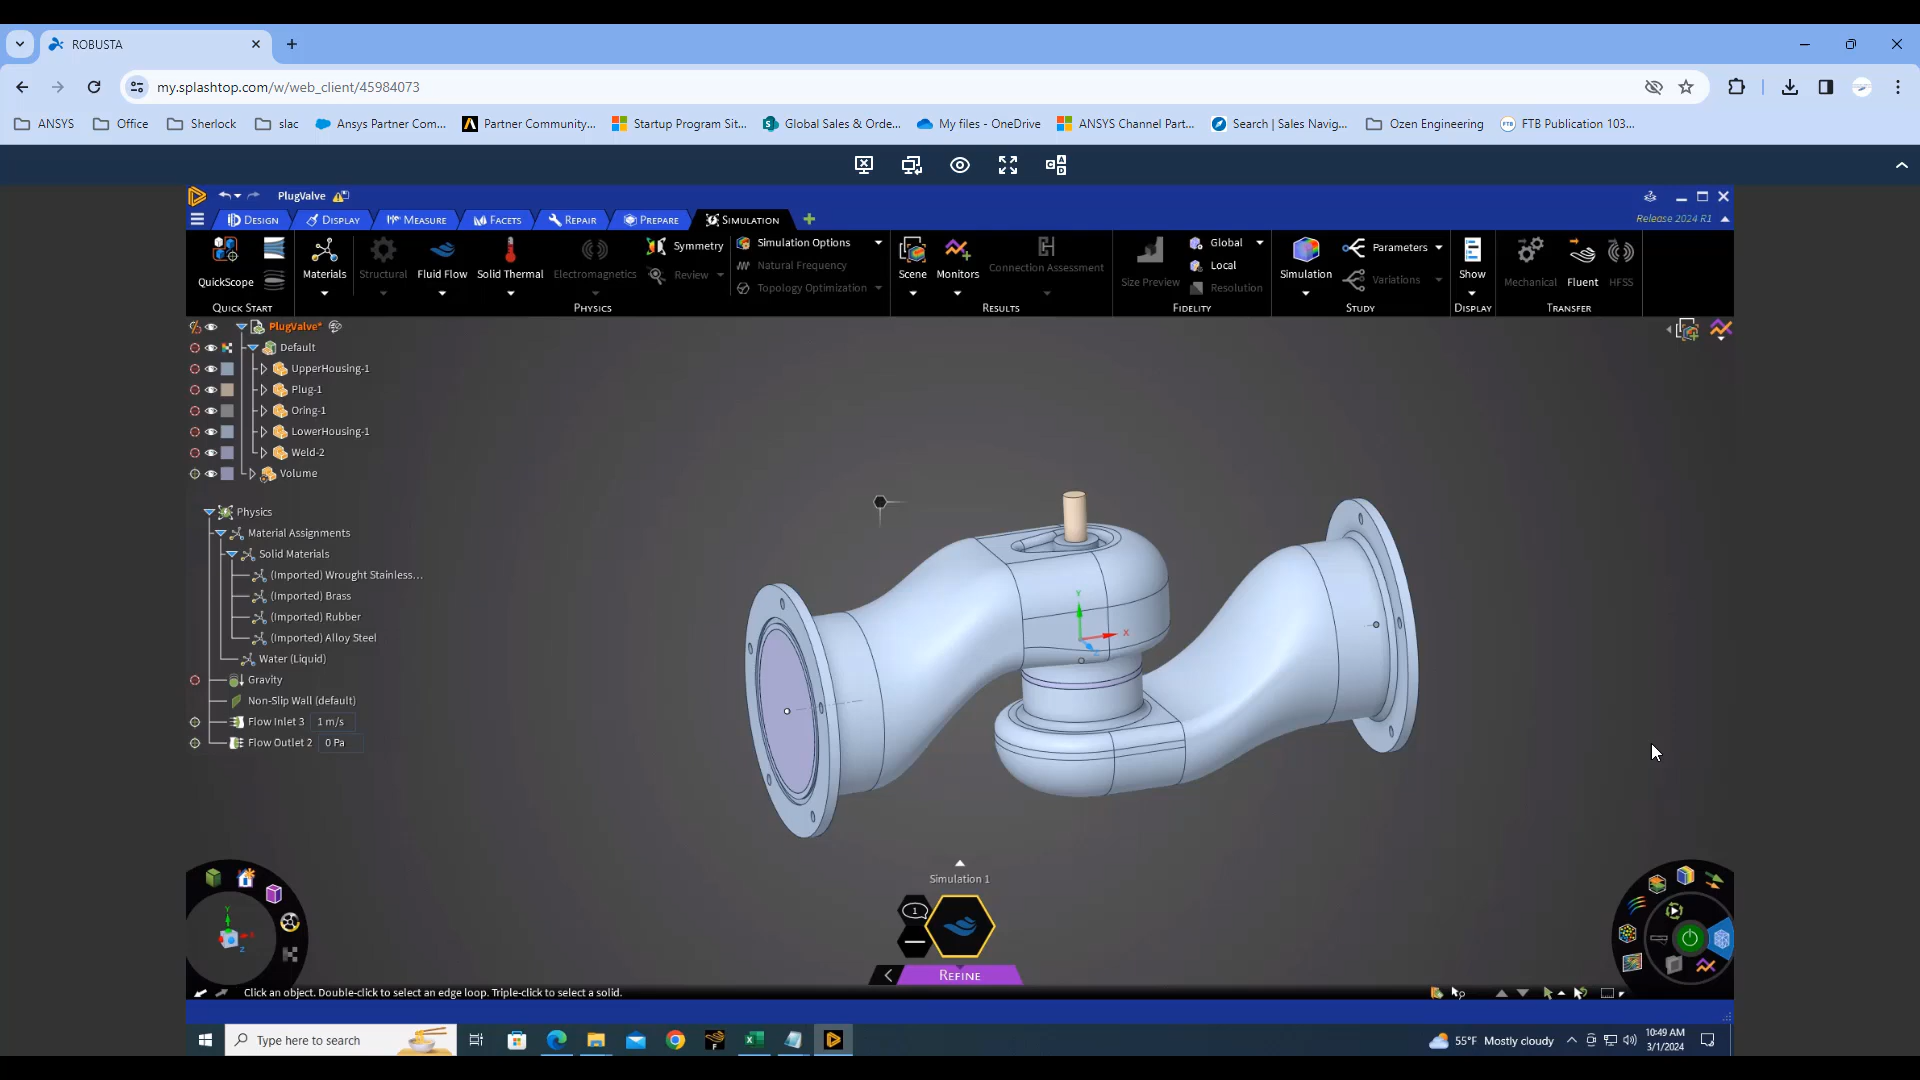 ROBUSTA
my.splashtop.com/w/web_client/45984073
ANSYS Office Sherlock slac Ansys Partner Com... Partner Community... Startup Program Sit... Global Sales & Orde... My files - OneDrive ANSYS Channel Part... Search | Sales Navig... Ozen Engineering FTB FTB Publication 103...
PlugValve
DESIGN DISPLAY MEASURE FACETS REPAIR PREPARE SIMULATION
Release 2024 R1
QuickScope
Materials Structural Fluid Flow Solid Thermal Electromagnetics
Symmetry
Review
Simulation Options
Natural Frequency
Topology Optimization
Scene Monitors Connection Assessment
Size Preview
Global
Local
Resolution
Simulation
Parameters
Variations
Show
Mechanical Fluent HFSS
QUICK START PHYSICS RESULTS FIDELITY STUDY DISPLAY TRANSFER
PlugValve*
Default
UpperHousing-1
Plug-1
Oring-1
LowerHousing-1
Weld-2
Volume
Physics
Material Assignments
Solid Materials
(Imported) Wrought Stainless...
(Imported) Brass
(Imported) Rubber
(Imported) Alloy Steel
Water (Liquid)
Gravity
Non-Slip Wall (default)
Flow Inlet 3 1 m/s
Flow Outlet 2 0 Pa
Y
X
Z
Simulation 1
1
REFINE
Y
X
Z
Click an object. Double-click to select an edge loop. Triple-click to select a solid.
Type here to search
55°F Mostly cloudy
10:49 AM
3/1/2024